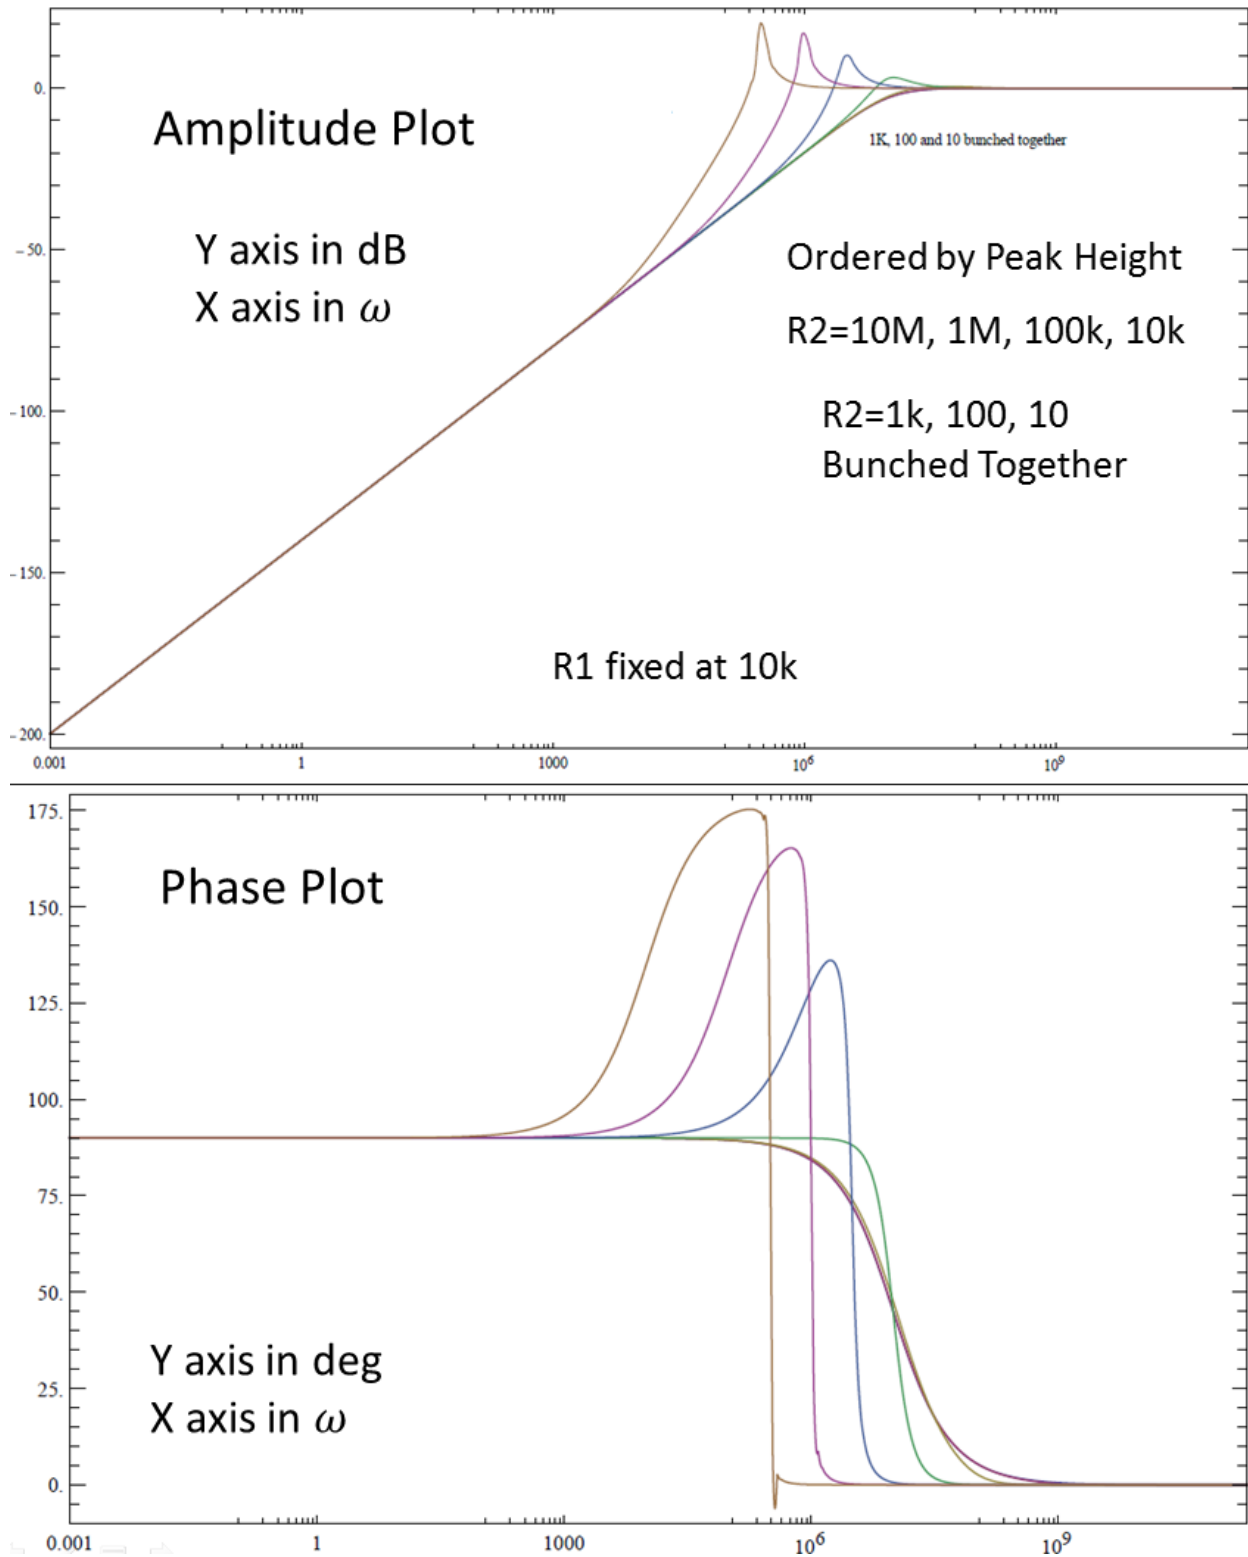 0.
Amplitude Plot
1K, 100 and 10 bunched together
Y axis in dB
X axis in ω
-50.
Ordered by Peak Height
R2=10M, 1M, 100k, 10k
-100.
R2=1k, 100, 10
Bunched Together
-150.
R1 fixed at 10k
-200.
0.001 1 1000 10⁶ 10⁹
175.
Phase Plot
150.
125.
100.
75.
50.
Y axis in deg
25.
X axis in ω
0.
0.001 1 1000 10⁶ 10⁹